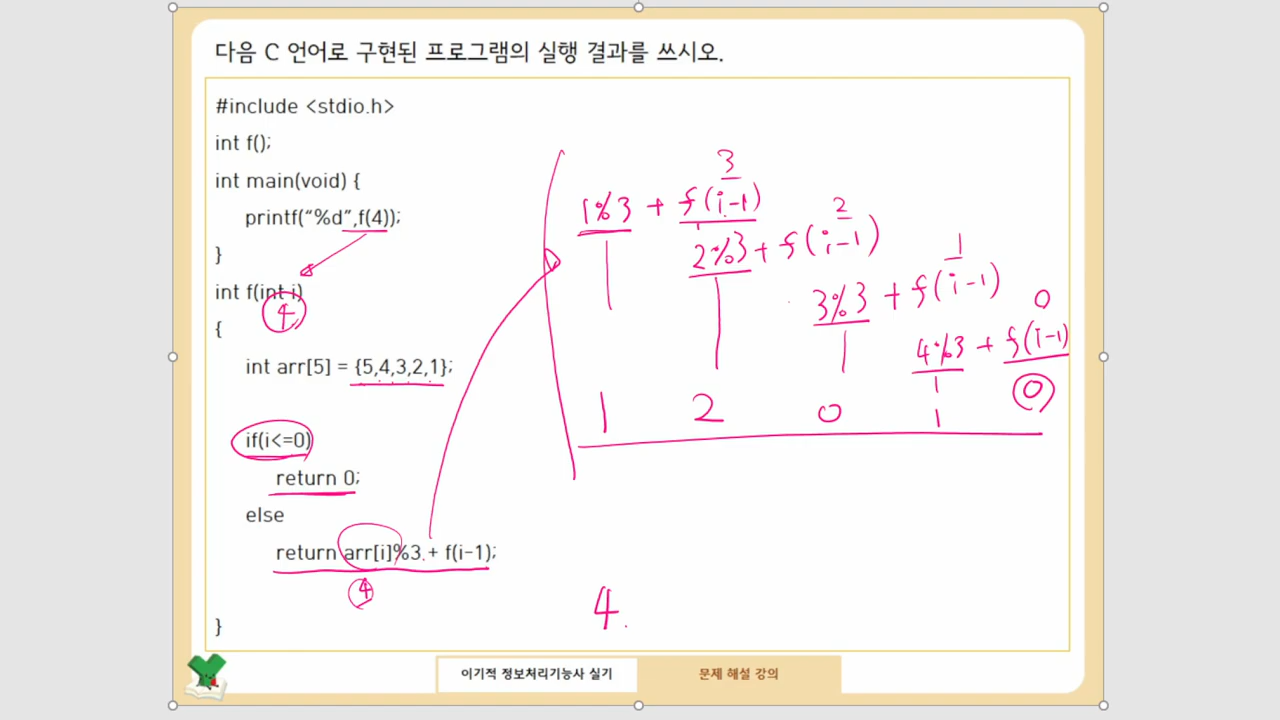 다음 C 언어로 구현된 프로그램의 실행 결과를 쓰시오.
#include <stdio.h>
int f();
int main(void) {
printf("%d",f(4));
}
int f(int i)
4
{
int arr[5] = {5,4,3,2,1};
if(i<=0)
return 0;
else
return arr[i]%3 + f(i-1);
4
}
3
1%3 + f(i-1)
2
2%3 + f(i-1)
1
3%3 + f(i-1)
0
4%3 + f(i-1)
0
1 2 0 1
4.
이기적 정보처리기능사 실기
문제 해설 강의